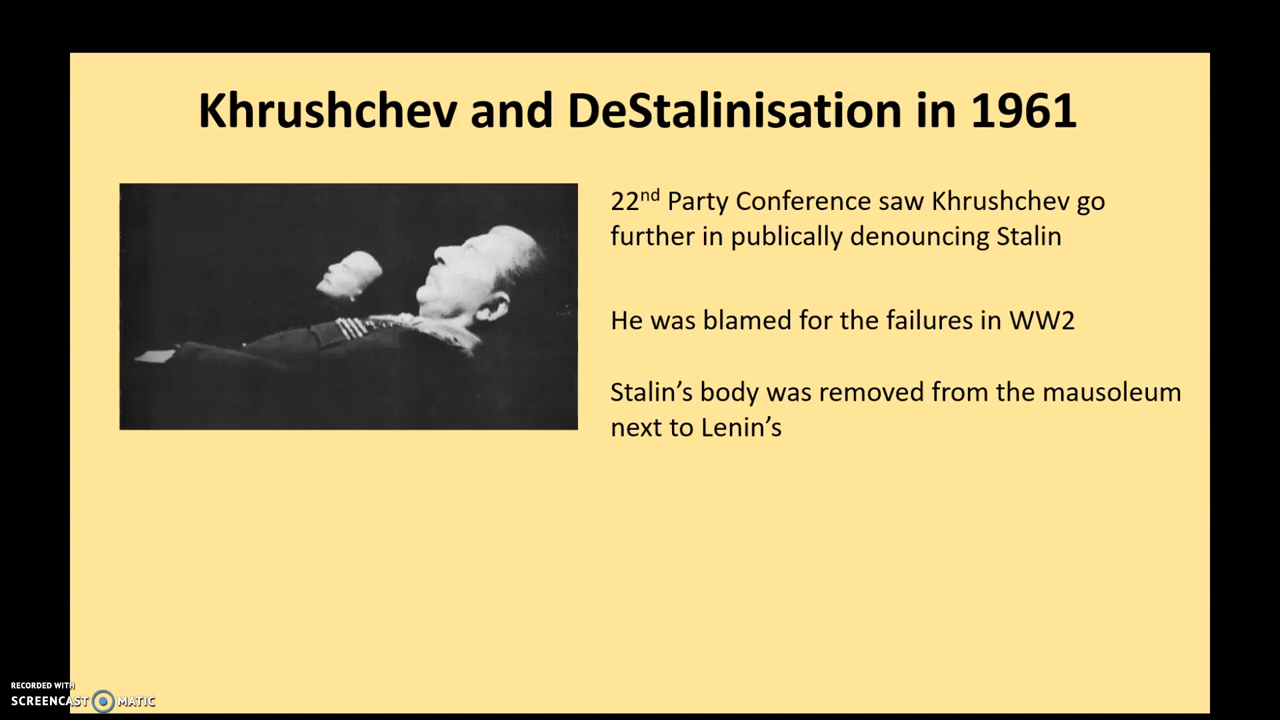 Khrushchev and DeStalinisation in 1961
22nd Party Conference saw Khrushchev go
further in publically denouncing Stalin
He was blamed for the failures in WW2
Stalin’s body was removed from the mausoleum
next to Lenin’s
RECORDED WITH
SCREENCAST MATIC